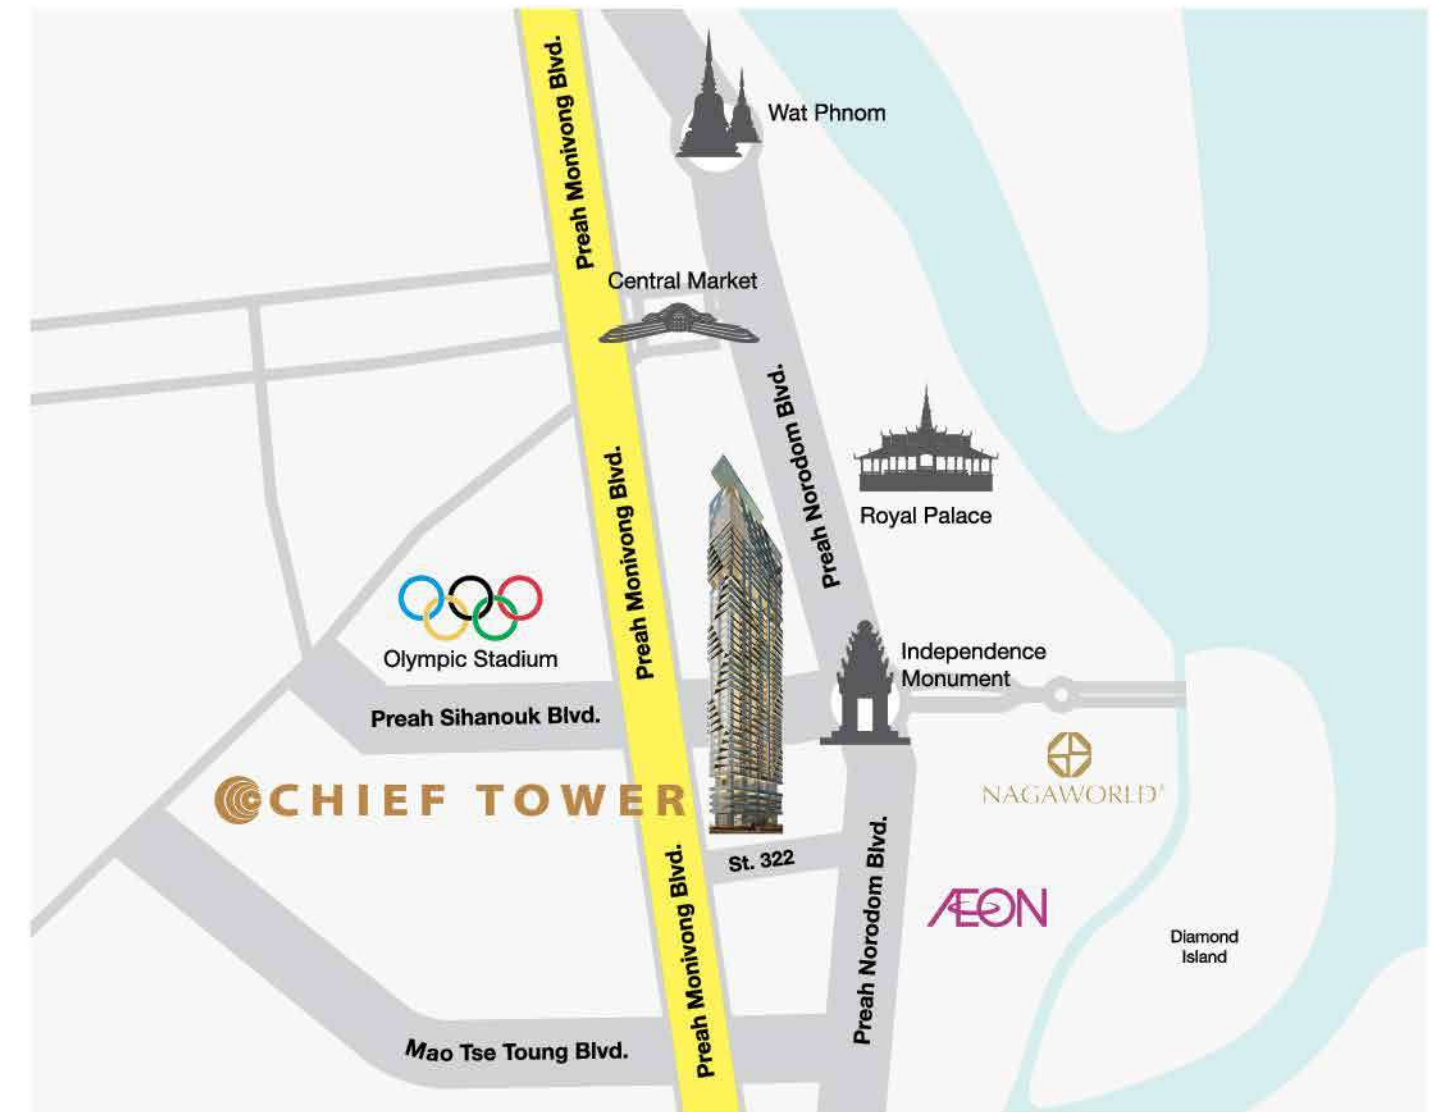 Preah Monivong Blvd.
Wat Phnom
Central Market
Preah Norodom Blvd.
Royal Palace
Preah Monivong Blvd.
Olympic Stadium
Independence
Monument
Preah Sihanouk Blvd.
NAGAWORLD
CHIEF TOWER
St. 322
Preah Monivong Blvd.
Preah Norodom Blvd.
AEON
Diamond
Island
Mao Tse Toung Blvd.